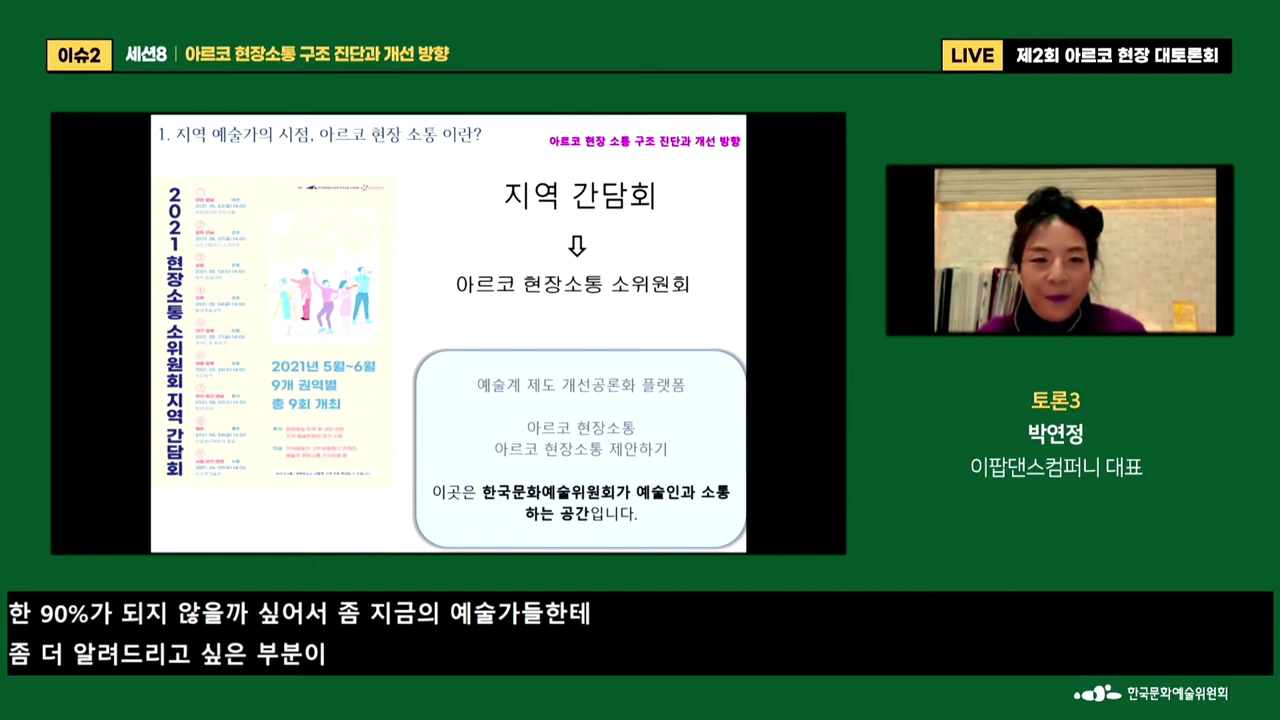 이슈2
세션8 | 아르코 현장소통 구조 진단과 개선 방향
LIVE
제2회 아르코 현장 대토론회
1. 지역 예술가의 시점, 아르코 현장 소통 이란?
아르코 현장 소통 구조 진단과 개선 방향
2021 현장소통 소위원회 지역 간담회
2021년 5월~6월
9개 권역별
총 9회 개최
지역 간담회
⇩
아르코 현장소통 소위원회
예술계 제도 개선공론화 플랫폼
아르코 현장소통
아르코 현장소통 제안하기
이곳은 한국문화예술위원회가 예술인과 소통
하는 공간입니다.
토론3
박연정
이팝댄스컴퍼니 대표
한 90%가 되지 않을까 싶어서 좀 지금의 예술가들한테
좀 더 알려드리고 싶은 부분이
한국문화예술위원회